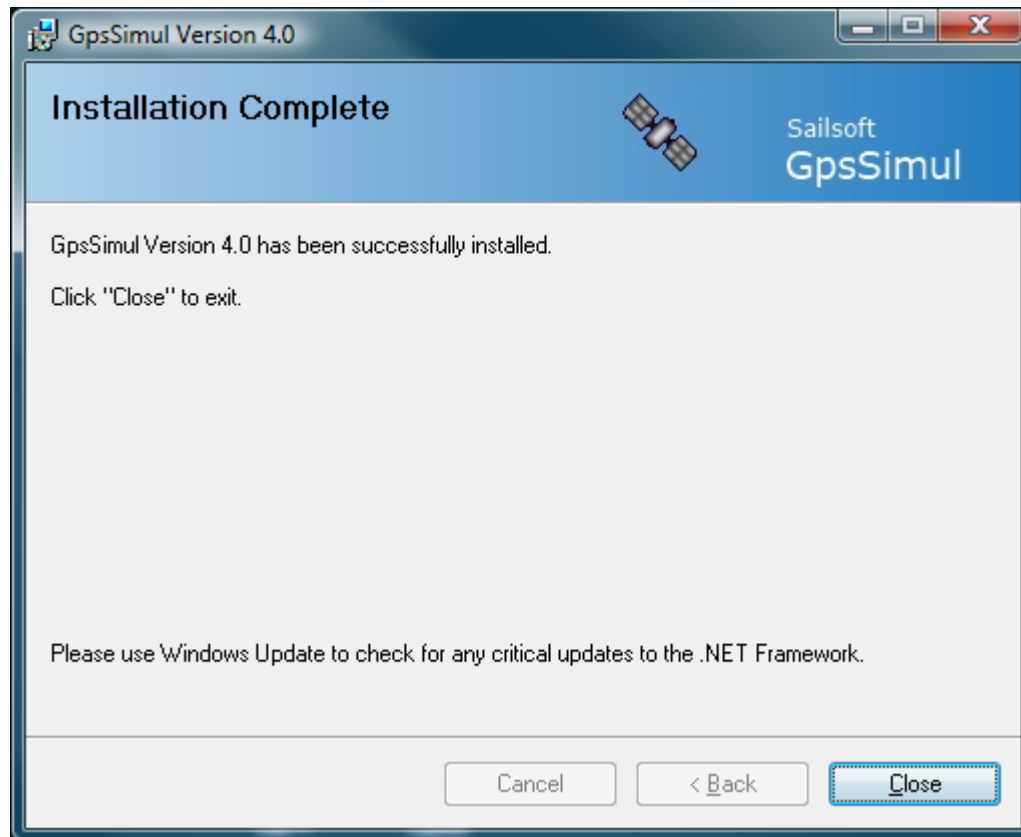 GpsSimul Version 4.0
Installation Complete
Sailsoft
GpsSimul
GpsSimul Version 4.0 has been successfully installed.
Click "Close" to exit.
Please use Windows Update to check for any critical updates to the .NET Framework.
Cancel
< Back
Close